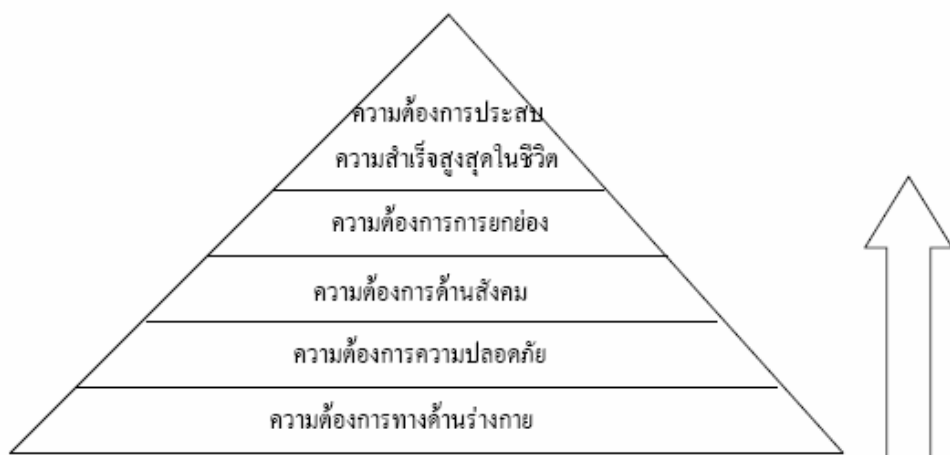 ความต้องการประสบ
ความสำเร็จสูงสุดในชีวิต
ความต้องการการยกย่อง
ความต้องการด้านสังคม
ความต้องการความปลอดภัย
ความต้องการทางด้านร่างกาย